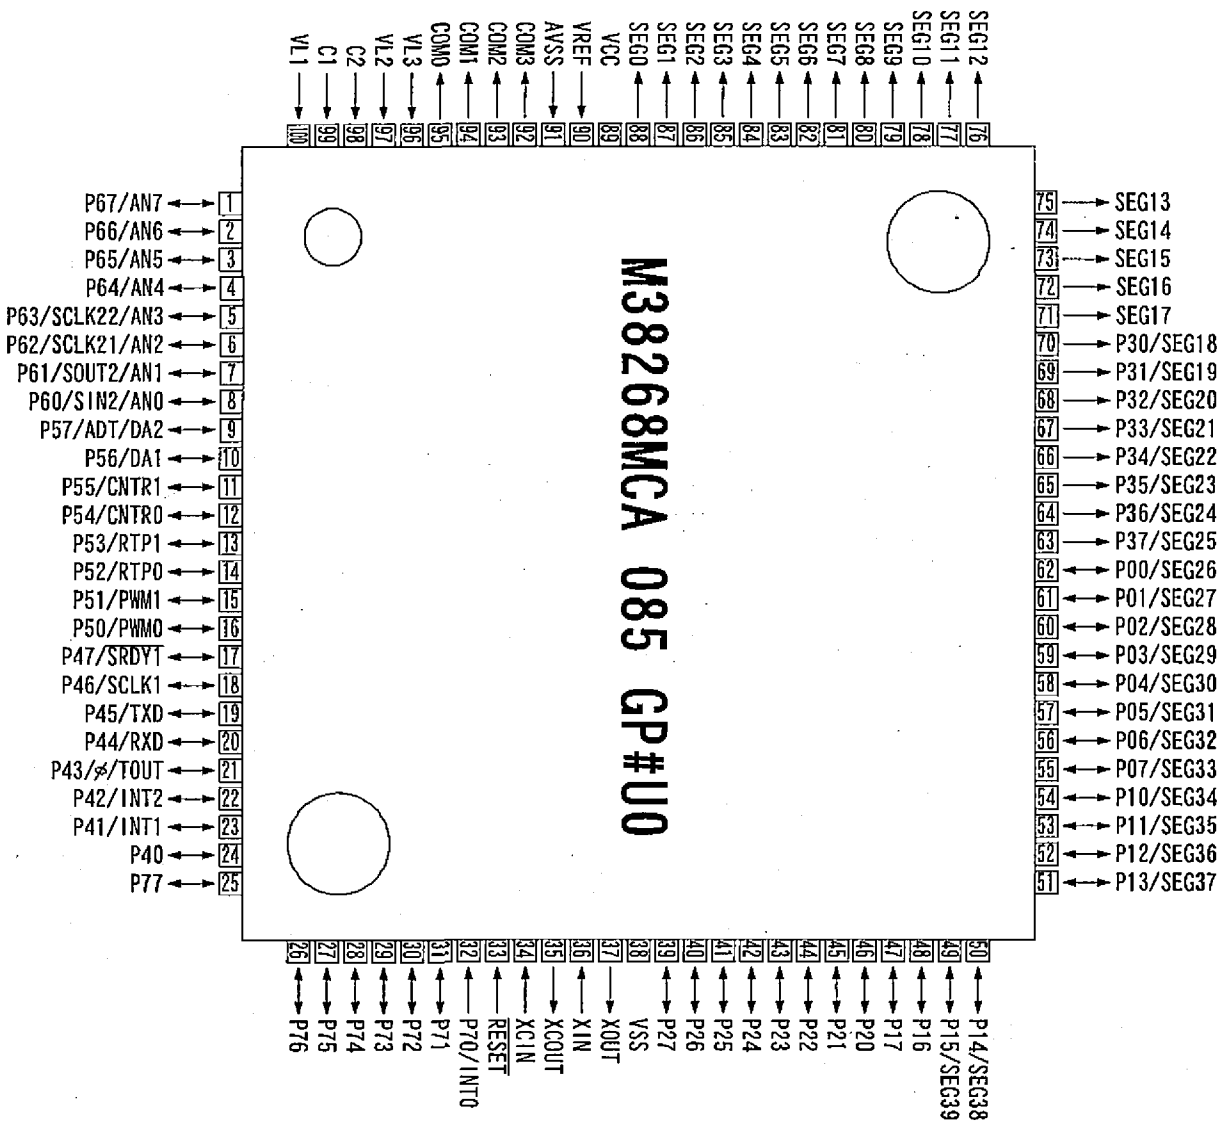 VL1
C1
C2
VL2
VL3
COM0
COM1
COM2
COM3
AVSS
VREF
VCC
SEG0
SEG1
SEG2
SEG3
SEG4
SEG5
SEG6
SEG7
SEG8
SEG9
SEG10
SEG11
SEG12
100
99
98
97
96
95
94
93
92
91
90
89
88
87
86
85
84
83
82
81
80
79
78
77
76
P67/AN7 1
P66/AN6 2
P65/AN5 3
P64/AN4 4
P63/SCLK22/AN3 5
P62/SCLK21/AN2 6
P61/SOUT2/AN1 7
P60/SIN2/AN0 8
P57/ADT/DA2 9
P56/DA1 10
P55/CNTR1 11
P54/CNTR0 12
P53/RTP1 13
P52/RTP0 14
P51/PWM1 15
P50/PWM0 16
P47/SRDY1 17
P46/SCLK1 18
P45/TXD 19
P44/RXD 20
P43/ø/TOUT 21
P42/INT2 22
P41/INT1 23
P40 24
P77 25
M38268MCA 085 GP#U0
75 SEG13
74 SEG14
73 SEG15
72 SEG16
71 SEG17
70 P30/SEG18
69 P31/SEG19
68 P32/SEG20
67 P33/SEG21
66 P34/SEG22
65 P35/SEG23
64 P36/SEG24
63 P37/SEG25
62 P00/SEG26
61 P01/SEG27
60 P02/SEG28
59 P03/SEG29
58 P04/SEG30
57 P05/SEG31
56 P06/SEG32
55 P07/SEG33
54 P10/SEG34
53 P11/SEG35
52 P12/SEG36
51 P13/SEG37
26
27
28
29
30
31
32
33
34
35
36
37
38
39
40
41
42
43
44
45
46
47
48
49
50
P76
P75
P74
P73
P72
P71
P70/INT0
RESET
XCIN
XCOUT
XIN
XOUT
VSS
P27
P26
P25
P24
P23
P22
P21
P20
P17
P16
P15/SEG39
P14/SEG38